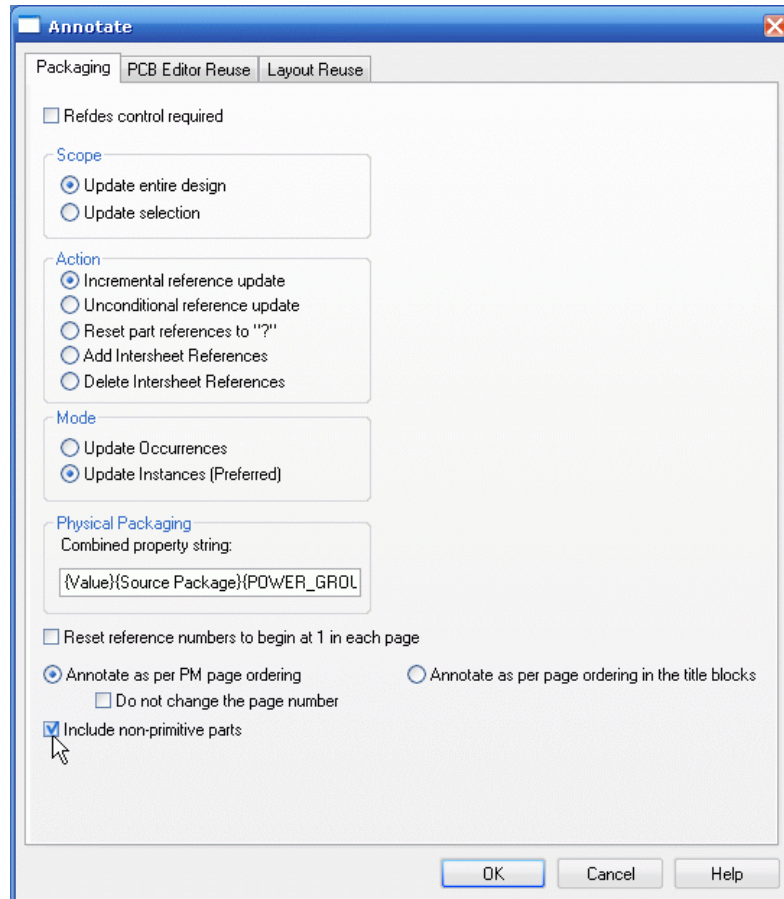 Annotate
Packaging PCB Editor Reuse Layout Reuse
Refdes control required
Scope
Update entire design
Update selection
Action
Incremental reference update
Unconditional reference update
Reset part references to "?"
Add Intersheet References
Delete Intersheet References
Mode
Update Occurrences
Update Instances (Preferred)
Physical Packaging
Combined property string:
{Value}{Source Package}{POWER_GROU
Reset reference numbers to begin at 1 in each page
Annotate as per PM page ordering Annotate as per page ordering in the title blocks
Do not change the page number
Include non-primitive parts
OK Cancel Help